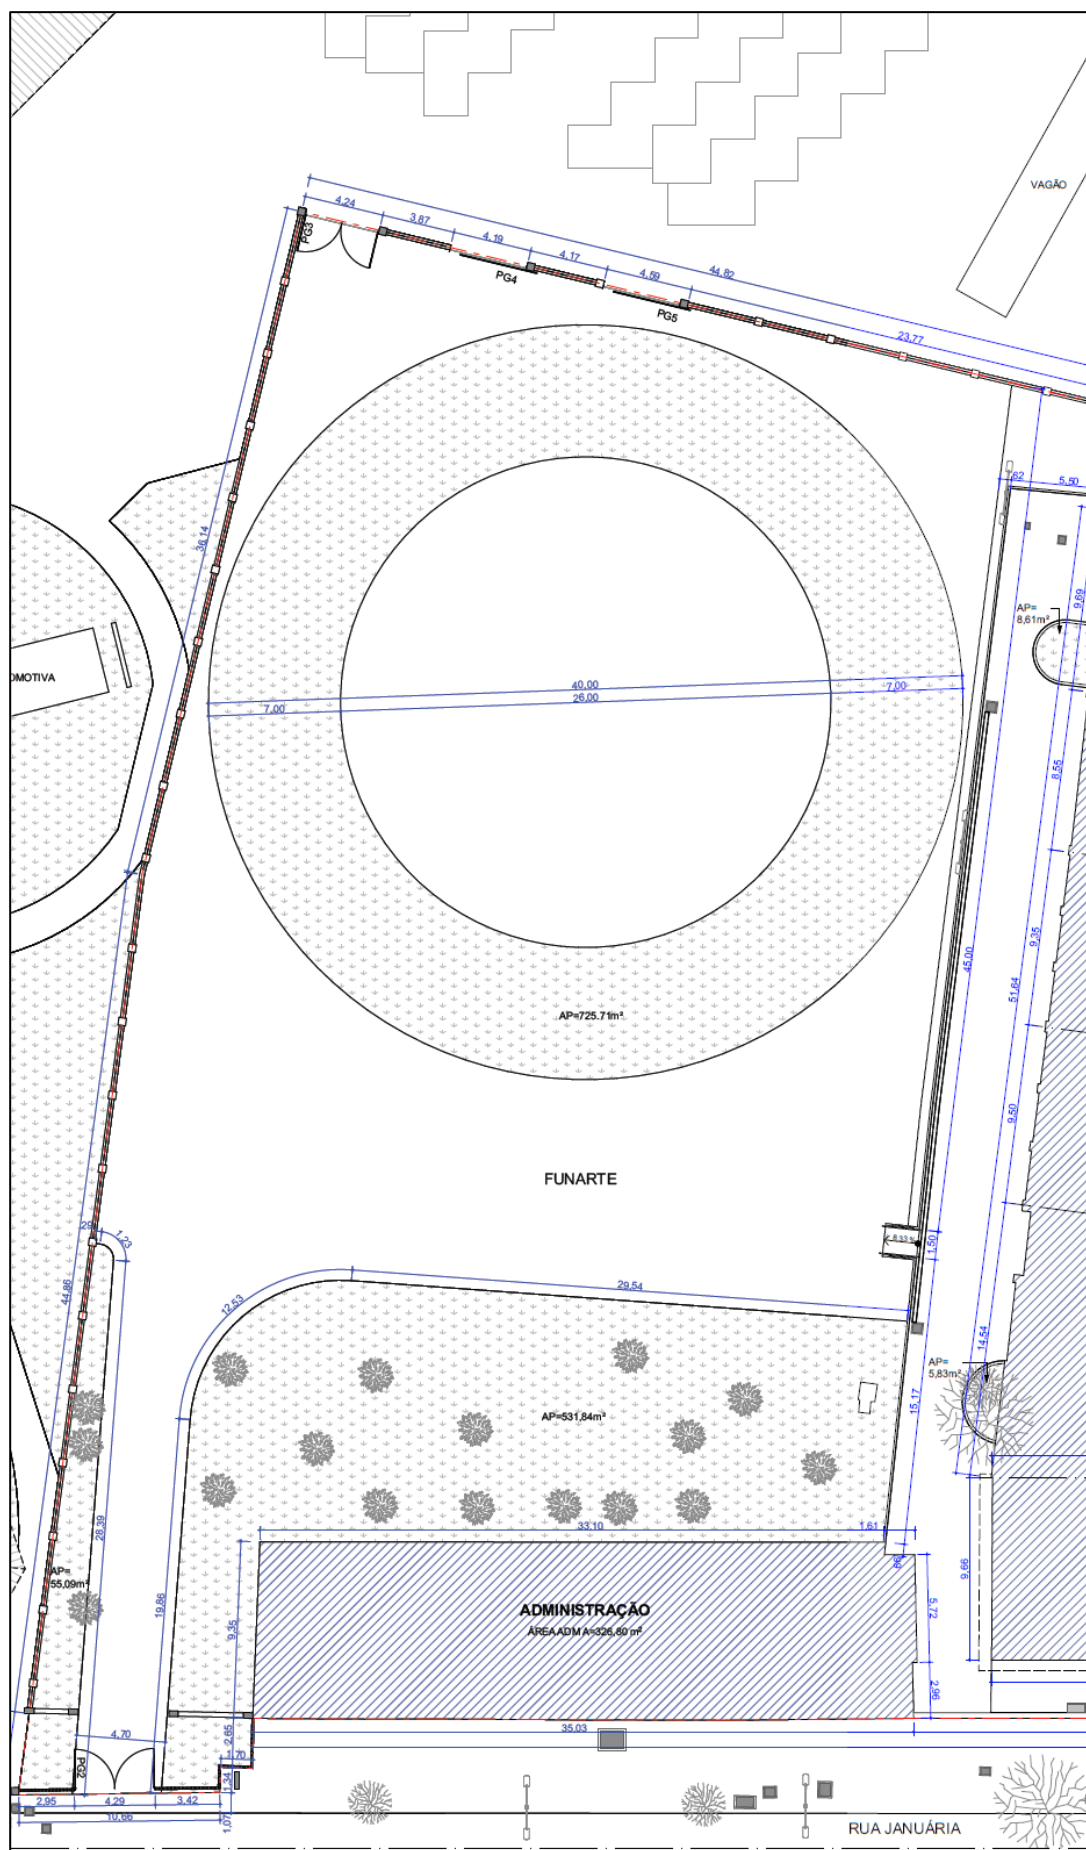 VAGÃO
4,24
PG3
3,87
4,19
PG4
4,17
4,59
PG5
44,82
23,77
,62
5,50
36,14
9,69
AP=
8,61m²
OMOTIVA
40,00
7,00
26,00
7,00
8,55
45,00
9,35
51,64
AP=725.71m²
9,50
FUNARTE
1,23
8,33 %
1,50
44,86
12,53
29,54
14,54
AP=
5,83m²
15,17
AP=531,84m²
28,39
33,10
1,61
,66
9,66
AP=
55,09m²
19,86
9,35
ADMINISTRAÇÃO
ÁREA ADM A=326,80 m²
5,72
2,96
4,70
2,65
35,03
PG2
1,70
1,34
2,95
4,29
3,42
10,66
1,07
RUA JANUÁRIA